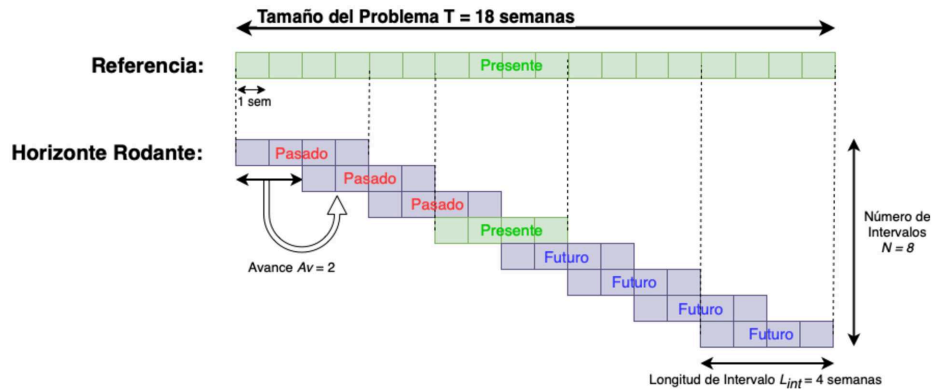 Tamaño del Problema T = 18 semanas
Referencia:
Presente
1 sem
Horizonte Rodante:
Pasado
Pasado
Pasado
Presente
Futuro
Futuro
Futuro
Futuro
Avance Av = 2
Número de
Intervalos
N = 8
Longitud de Intervalo Lint = 4 semanas